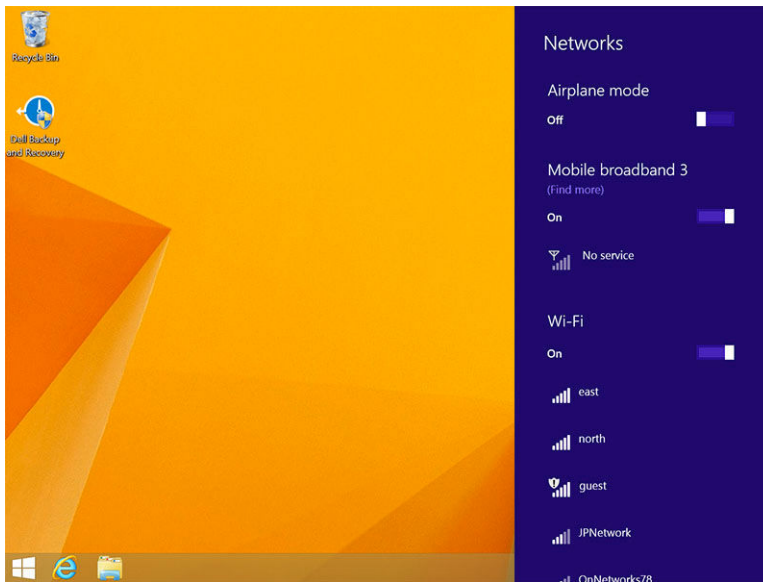 Recycle Bin
Dell Backup
and Recovery
Networks
Airplane mode
Off
Mobile broadband 3
(Find more)
On
No service
Wi-Fi
On
east
north
guest
JPNetwork
OnNetworks78